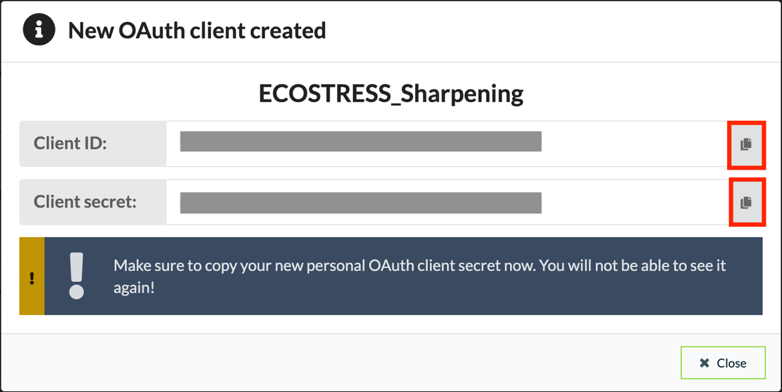 New OAuth client created
ECOSTRESS_Sharpening
Client ID:
Client secret:
Make sure to copy your new personal OAuth client secret now. You will not be able to see it
again!
Close